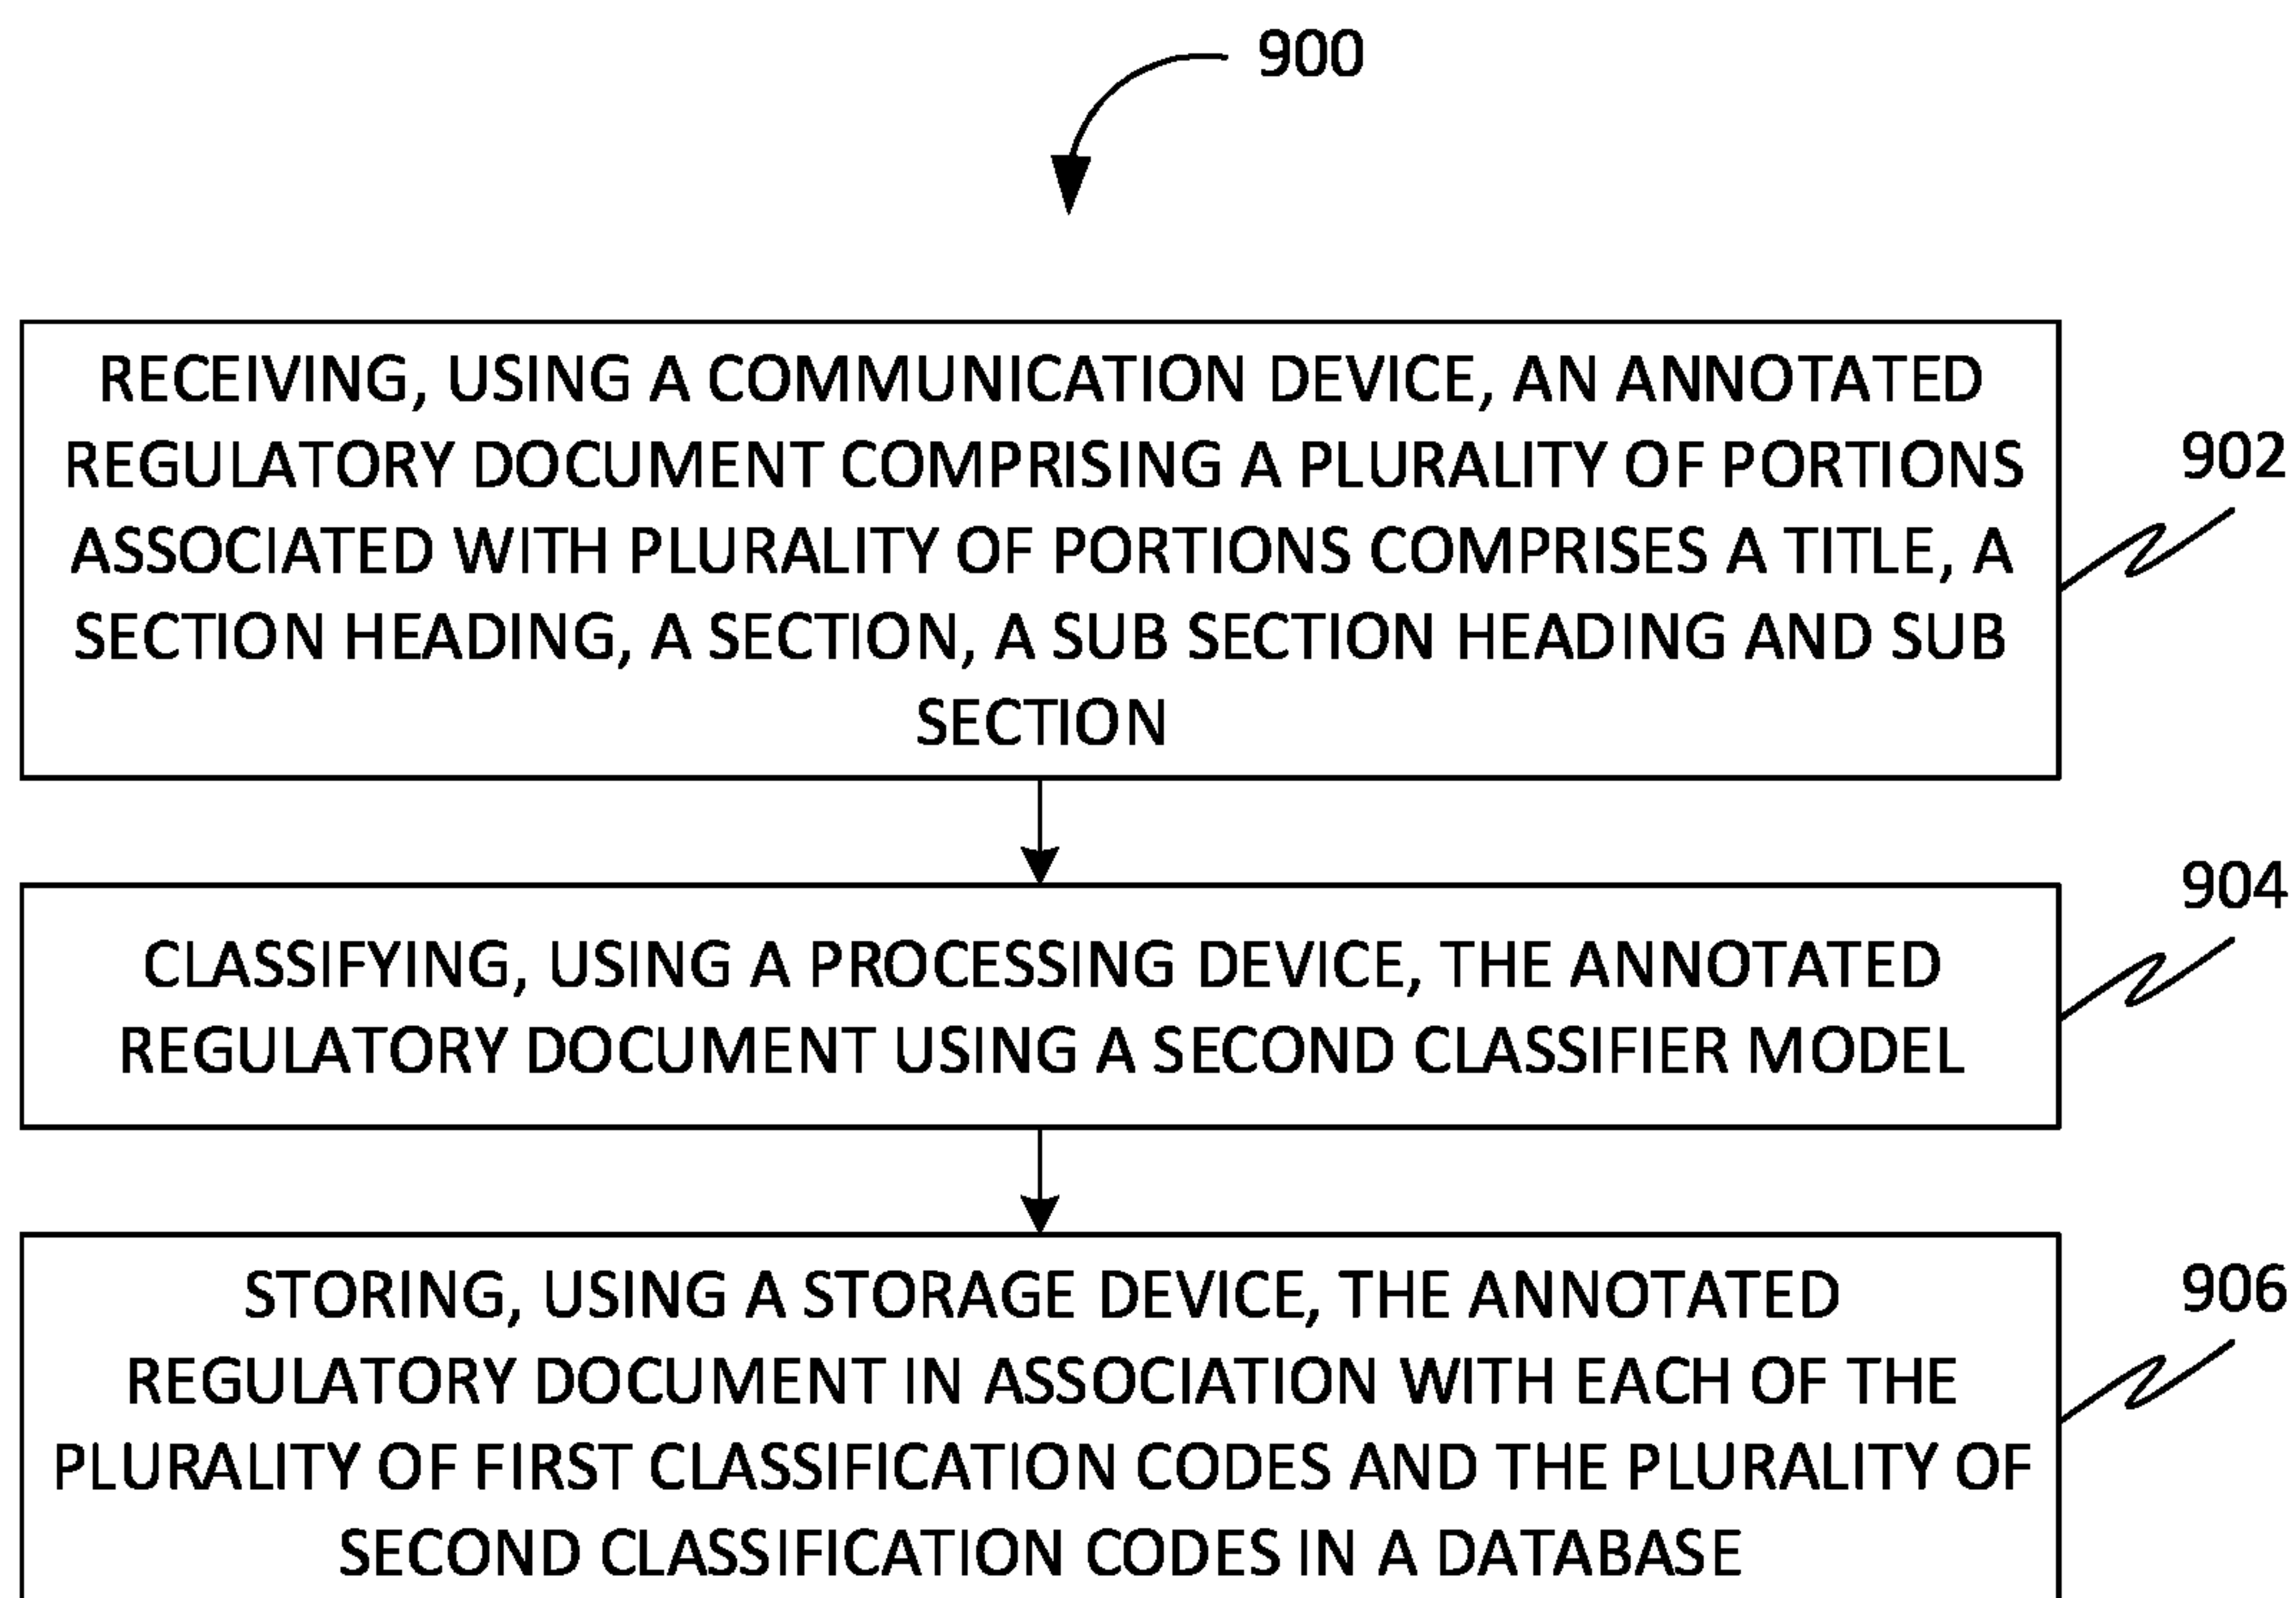 900
RECEIVING, USING A COMMUNICATION DEVICE, AN ANNOTATED
REGULATORY DOCUMENT COMPRISING A PLURALITY OF PORTIONS
ASSOCIATED WITH PLURALITY OF PORTIONS COMPRISES A TITLE, A
SECTION HEADING, A SECTION, A SUB SECTION HEADING AND SUB
SECTION
902
CLASSIFYING, USING A PROCESSING DEVICE, THE ANNOTATED
REGULATORY DOCUMENT USING A SECOND CLASSIFIER MODEL
904
STORING, USING A STORAGE DEVICE, THE ANNOTATED
REGULATORY DOCUMENT IN ASSOCIATION WITH EACH OF THE
PLURALITY OF FIRST CLASSIFICATION CODES AND THE PLURALITY OF
SECOND CLASSIFICATION CODES IN A DATABASE
906